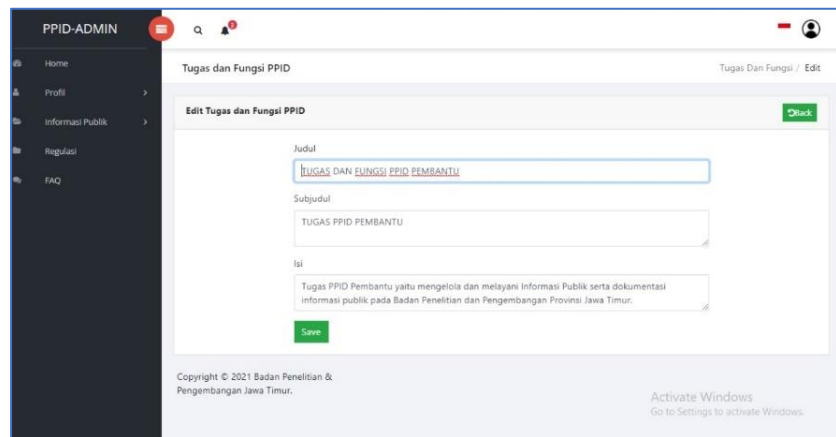 PPID-ADMIN
Home
Profil
Informasi Publik
Regulasi
FAQ
Tugas dan Fungsi PPID
Tugas Dan Fungsi / Edit
Edit Tugas dan Fungsi PPID
Back
Judul
TUGAS DAN FUNGSI PPID PEMBANTU
Subjudul
TUGAS PPID PEMBANTU
Isi
Tugas PPID Pembantu yaitu mengelola dan melayani Informasi Publik serta dokumentasi
informasi publik pada Badan Penelitian dan Pengembangan Provinsi Jawa Timur.
Save
Copyright © 2021 Badan Penelitian &
Pengembangan Jawa Timur.
Activate Windows
Go to Settings to activate Windows.